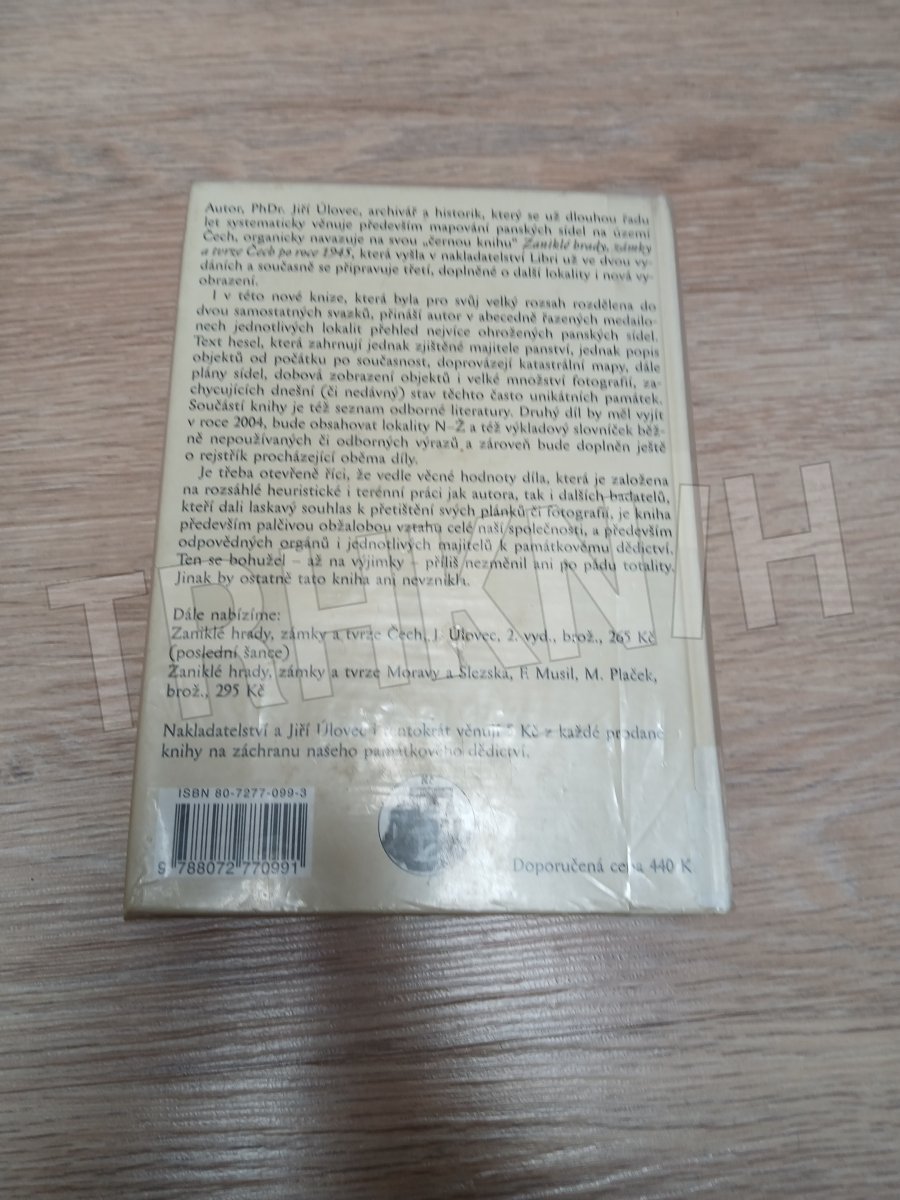 Autor, PhDr. Jiří Úlovec, archivář a historik, který se už dlouhou řadu
let systematicky věnuje především mapování panských sídel na území
Čech, organicky navazuje na svou „černou knihu" Zaniklé hrady, zámky
a tvrze Čech po roce 1945, která vyšla v nakladatelství Libri už ve dvou vy-
dáních a současně se připravuje třetí, doplněné o další lokality i nová vy-
obrazení.
I v této nové knize, která byla pro svůj velký rozsah rozdělena do
dvou samostatných svazků, přináší autor v abecedně řazených medailo-
nech jednotlivých lokalit přehled nejvíce ohrožených panských sídel.
Text hesel, která zahrnují jednak zjištěné majitele panství, jednak popis
objektů od počátku po současnost, doprovázejí katastrální mapy, dále
plány sídel, dobová zobrazení objektů i velké množství fotografií, za-
chycujících dnešní (či nedávný) stav těchto často unikátních památek.
Součástí knihy je též seznam odborné literatury. Druhý díl by měl vyjít
v roce 2004, bude obsahovat lokality N–Ž a též výkladový slovníček běž-
ně nepoužívaných či odborných výrazů a zároveň bude doplněn ještě
o rejstřík procházející oběma díly.
Je třeba otevřeně říci, že vedle věcné hodnoty díla, která je založena
na rozsáhlé heuristické i terénní práci jak autora, tak i dalších badatelů,
kteří dali laskavý souhlas k přetištění svých plánků či fotografií, je kniha
především palčivou obžalobou vztahu celé naší společnosti, a především
odpovědných orgánů i jednotlivých majitelů k památkovému dědictví.
Ten se bohužel – až na výjimky – příliš nezměnil ani po pádu totality.
Jinak by ostatně tato kniha ani nevznikla.
Dále nabízíme:
Zaniklé hrady, zámky a tvrze Čech, J. Úlovec, 2. vyd., brož., 265 Kč
(poslední šance)
Zaniklé hrady, zámky a tvrze Moravy a Slezska, F. Musil, M. Plaček,
brož., 295 Kč
Nakladatelství a Jiří Úlovec i tentokrát věnují 5 Kč z každé prodané
knihy na záchranu našeho památkového dědictví.
ISBN 80-7277-099-3
9 788072 770991
Doporučená cena 440 K
TRHKNIH